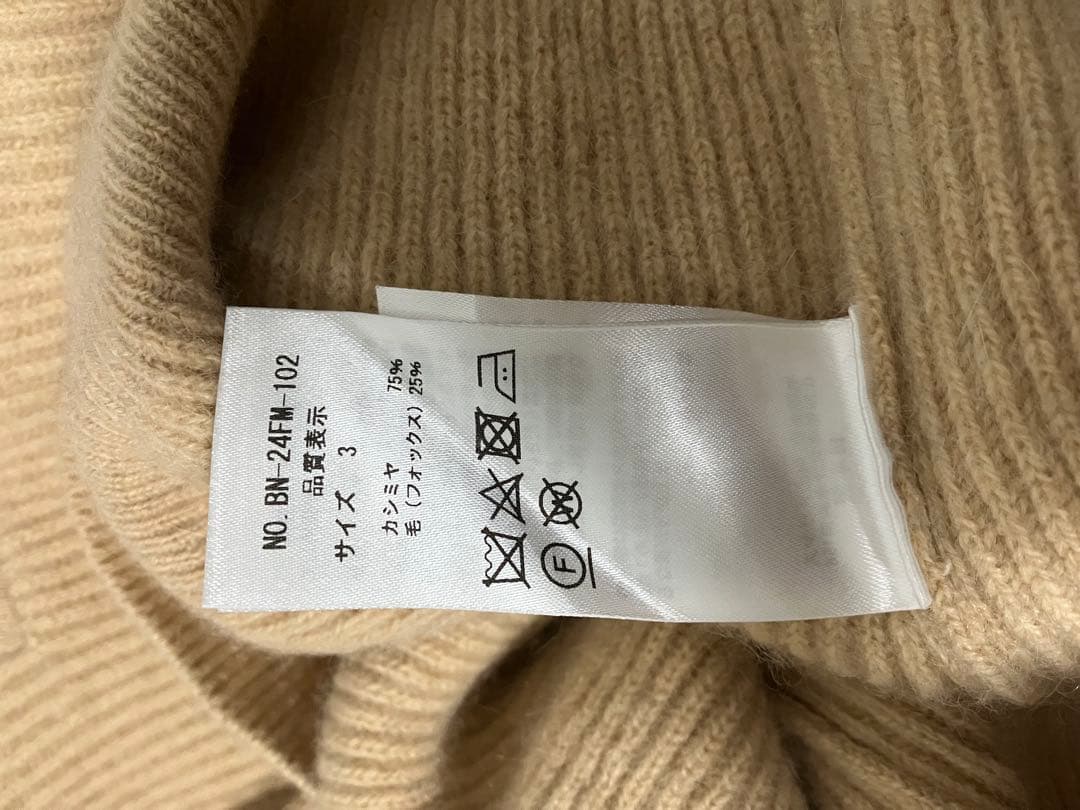 NO. BN-24FM-102
品質表示
サイズ 3
カシミヤ 75%
毛(フォックス) 25%
F
W